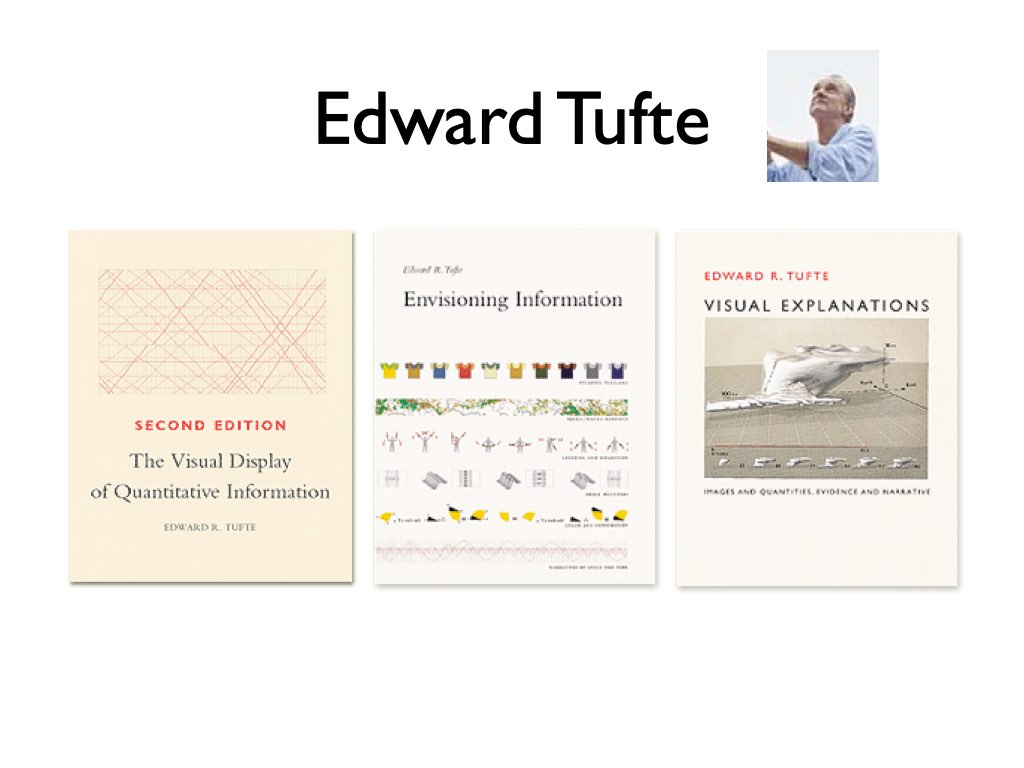 Edward Tufte
SECOND EDITION
The Visual Display
of Quantitative Information
EDWARD R. TUFTE
Edward R. Tufte
Envisioning Information
EDWARD R. TUFTE
VISUAL EXPLANATIONS
IMAGES AND QUANTITIES, EVIDENCE AND NARRATIVE